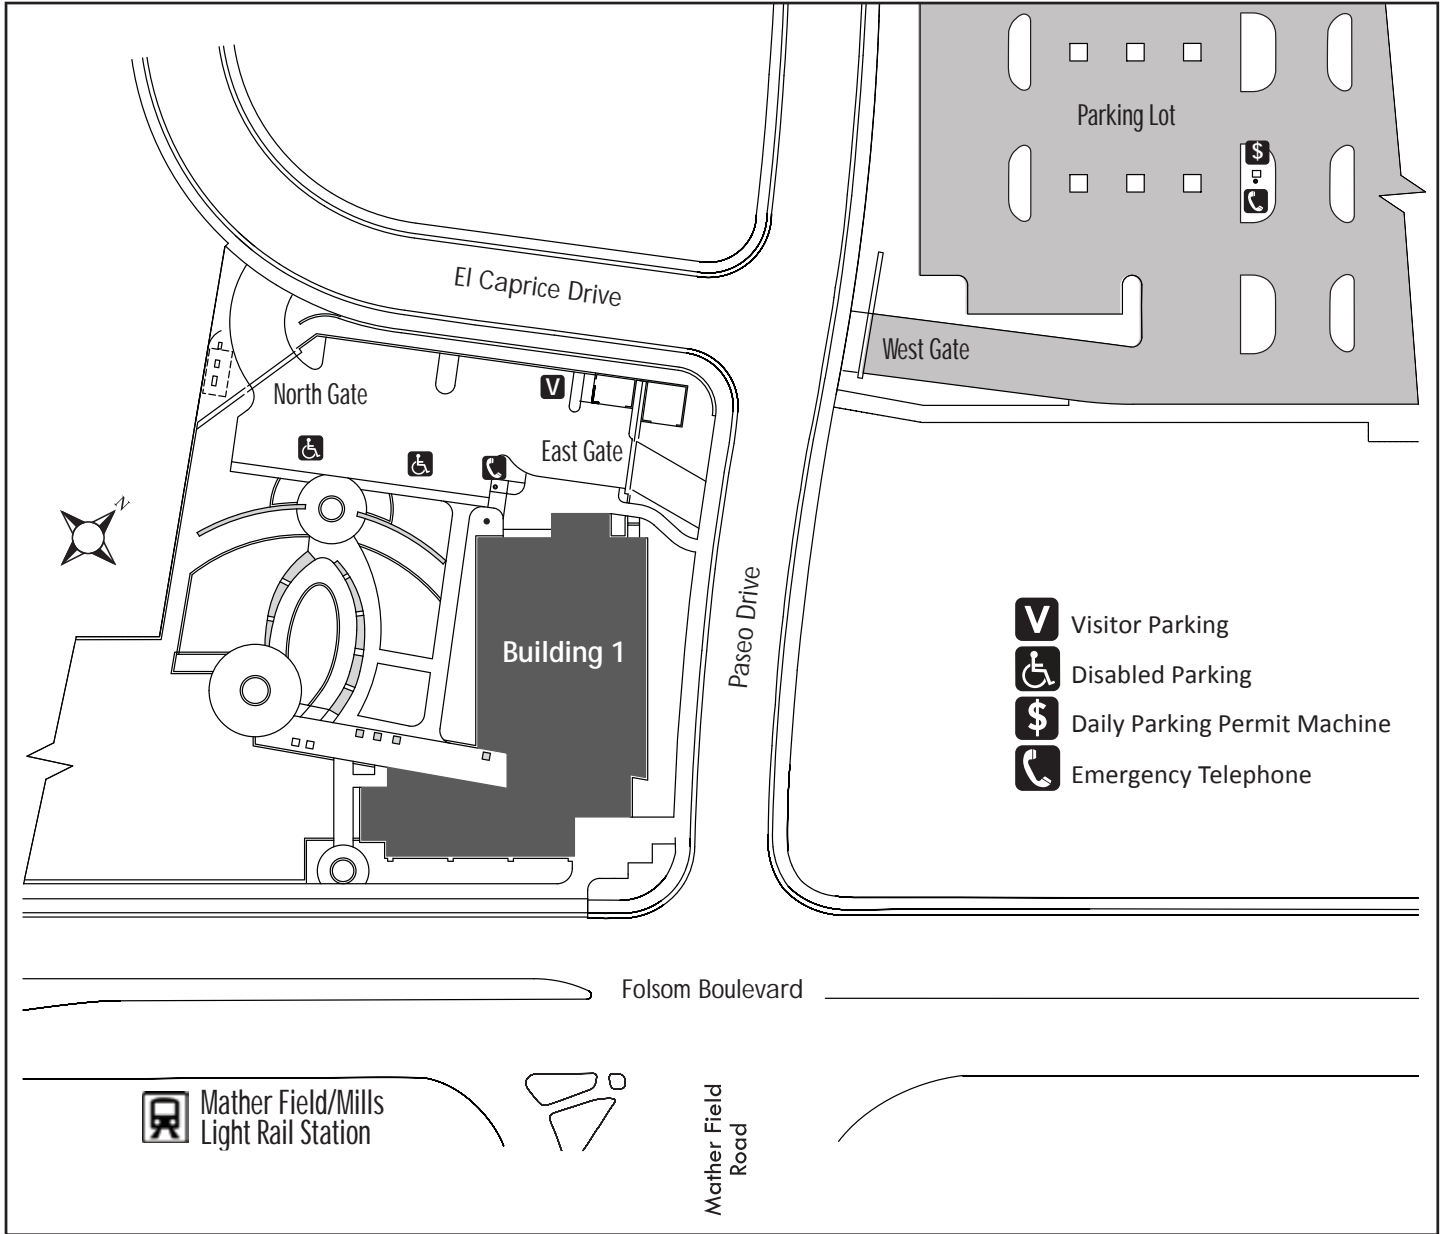 $
Parking Lot
El Caprice Drive
West Gate
V
North Gate
East Gate
N
Building 1
Paseo Drive
V Visitor Parking
Disabled Parking
$ Daily Parking Permit Machine
Emergency Telephone
Folsom Boulevard
Mather Field/Mills
Light Rail Station
Mather Field
Road